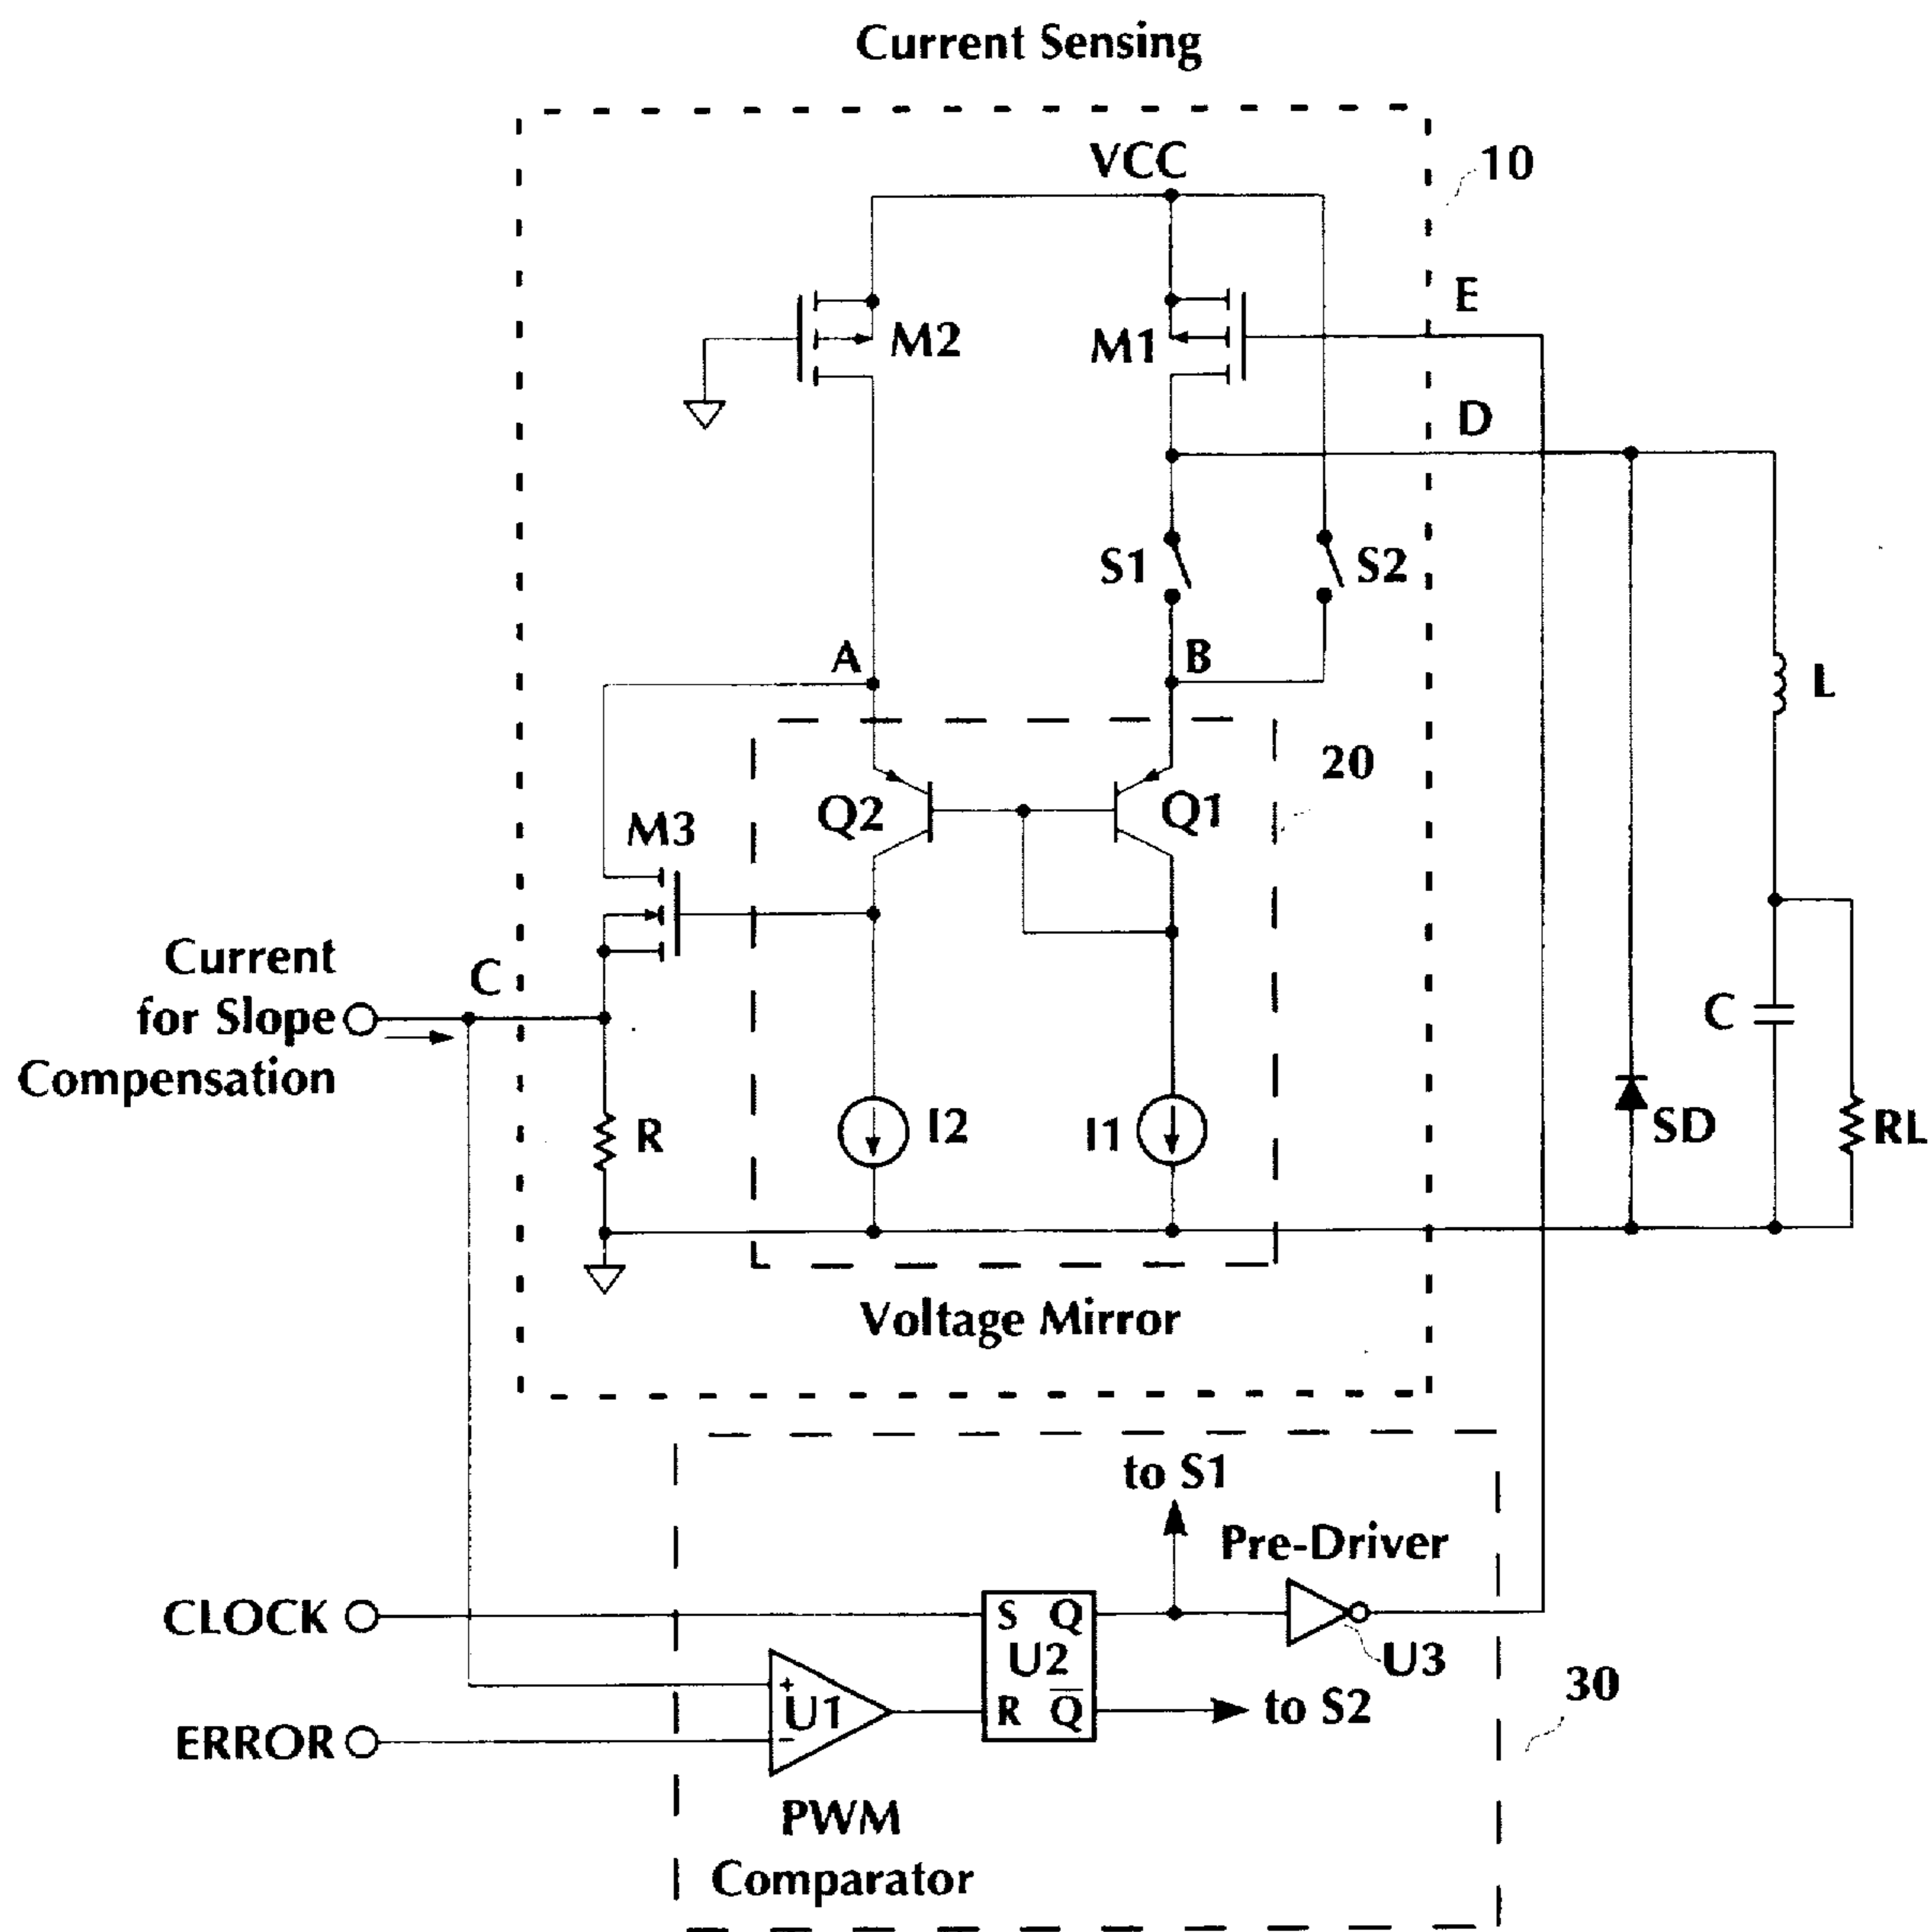 Current Sensing
VCC
10
E
M2
M1
D
S1
S2
A
B
L
20
Q2
Q1
M3
Current
for Slope
Compensation
C
C
R
I2
I1
SD
RL
Voltage Mirror
to S1
Pre-Driver
CLOCK
S Q
U2
U3
R Q̅
to S2
30
+
U1
−
ERROR
PWM
Comparator